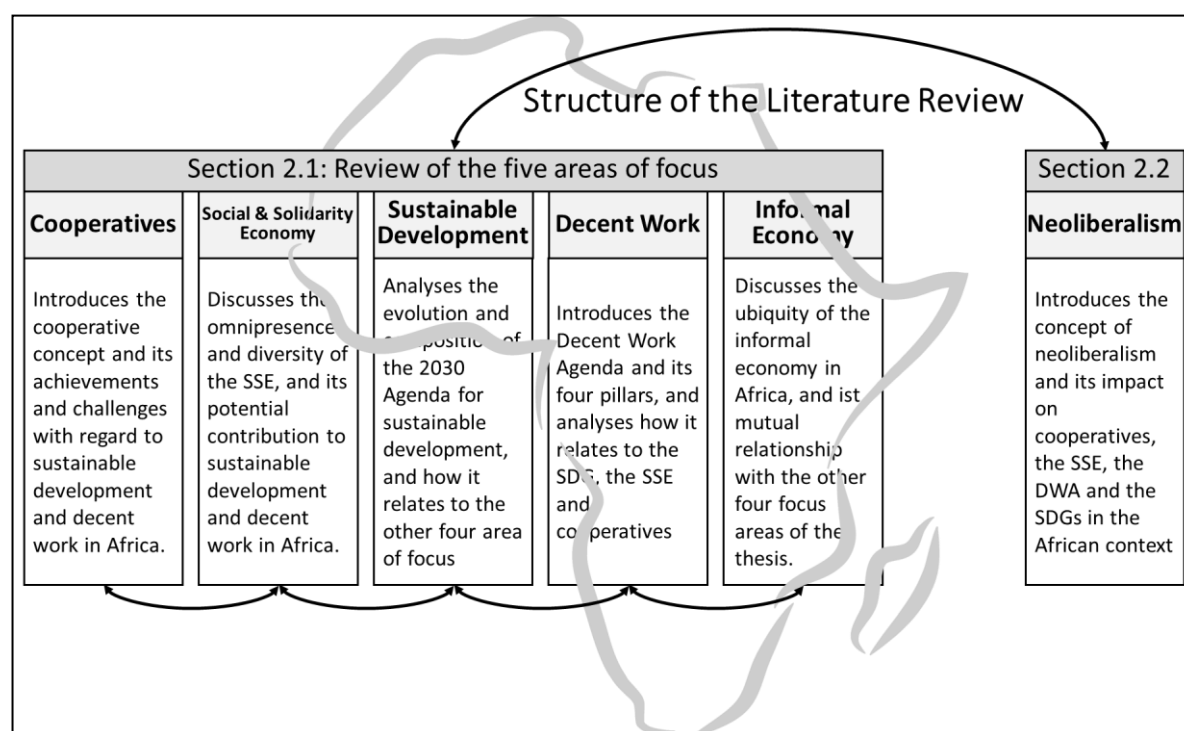 Structure of the Literature Review
Section 2.1: Review of the five areas of focus
Cooperatives
Introduces the
cooperative
concept and its
achievements
and challenges
with regard to
sustainable
development
and decent
work in Africa.
Social & Solidarity
Economy
Discusses the
omnipresence
and diversity of
the SSE, and its
potential
contribution to
sustainable
development
and decent
work in Africa.
Sustainable
Development
Analyses the
evolution and
composition of
the 2030
Agenda for
sustainable
development,
and how it
relates to the
other four area
of focus
Decent Work
Introduces the
Decent Work
Agenda and its
four pillars, and
analyses how it
relates to the
SDG, the SSE
and
cooperatives
Informal
Economy
Discusses the
ubiquity of the
informal
economy in
Africa, and ist
mutual
relationship
with the other
four focus
areas of the
thesis.
Section 2.2
Neoliberalism
Introduces the
concept of
neoliberalism
and its impact
on
cooperatives,
the SSE, the
DWA and the
SDGs in the
African context